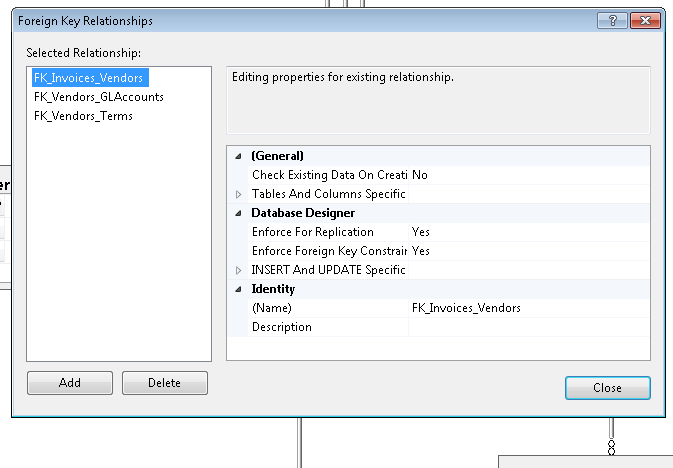 Foreign Key Relationships
Selected Relationship:
FK_Invoices_Vendors
FK_Vendors_GLAccounts
FK_Vendors_Terms
Editing properties for existing relationship.
(General)
Check Existing Data On Creati No
Tables And Columns Specific
Database Designer
Enforce For Replication Yes
Enforce Foreign Key Constrain Yes
INSERT And UPDATE Specific
Identity
(Name) FK_Invoices_Vendors
Description
Add Delete
Close
er